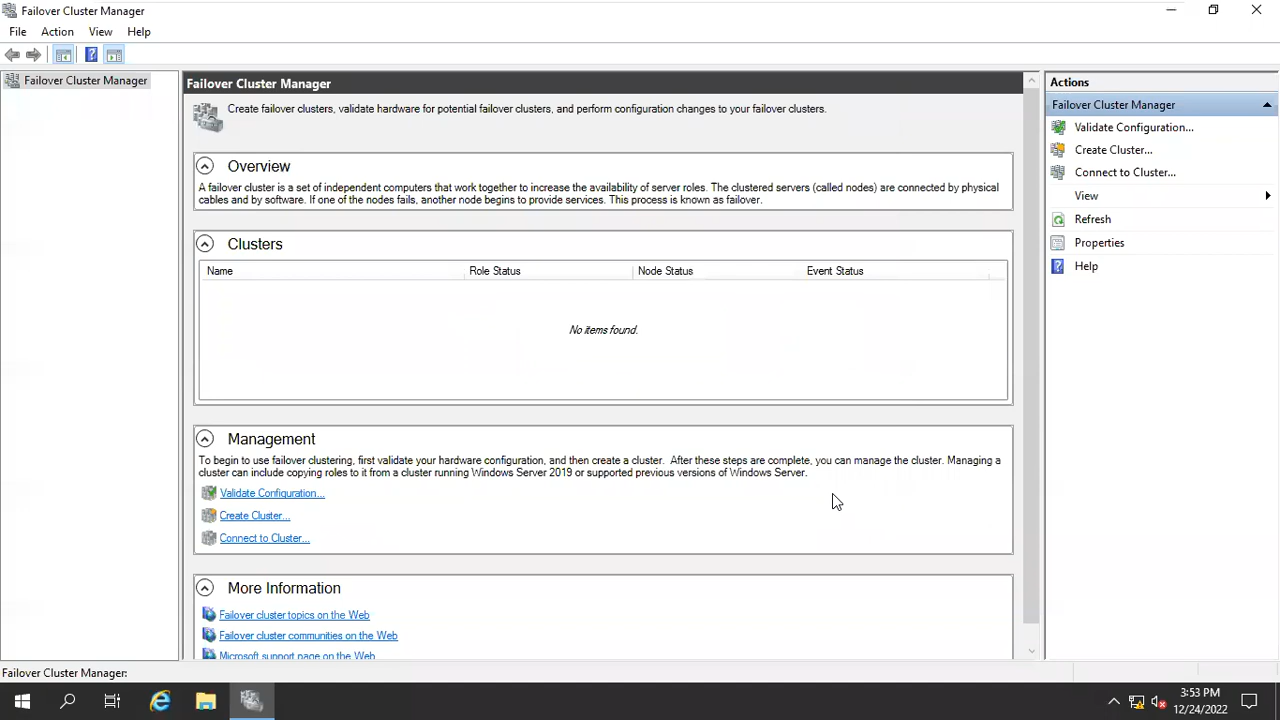 Failover Cluster Manager
File Action View Help
Failover Cluster Manager
Failover Cluster Manager
Create failover clusters, validate hardware for potential failover clusters, and perform configuration changes to your failover clusters.
Overview
A failover cluster is a set of independent computers that work together to increase the availability of server roles. The clustered servers (called nodes) are connected by physical
cables and by software. If one of the nodes fails, another node begins to provide services. This process is known as failover.
Clusters
Name Role Status Node Status Event Status
No items found.
Management
To begin to use failover clustering, first validate your hardware configuration, and then create a cluster. After these steps are complete, you can manage the cluster. Managing a
cluster can include copying roles to it from a cluster running Windows Server 2019 or supported previous versions of Windows Server.
Validate Configuration...
Create Cluster...
Connect to Cluster...
More Information
Failover cluster topics on the Web
Failover cluster communities on the Web
Microsoft support page on the Web
Actions
Failover Cluster Manager
Validate Configuration...
Create Cluster...
Connect to Cluster...
View
Refresh
Properties
Help
Failover Cluster Manager:
3:53 PM
12/24/2022